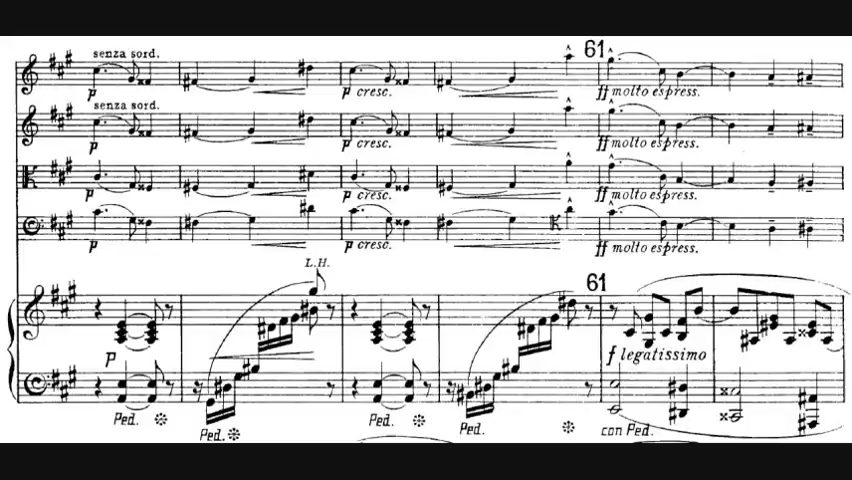 61
senza sord.
p p cresc. ff molto espress.
senza sord.
p p cresc. ff molto espress.
p p cresc. ff molto espress.
p p cresc. ff molto espress.
L.H. 61
p f legatissimo
Ped. Ped. Ped. Ped. con Ped.